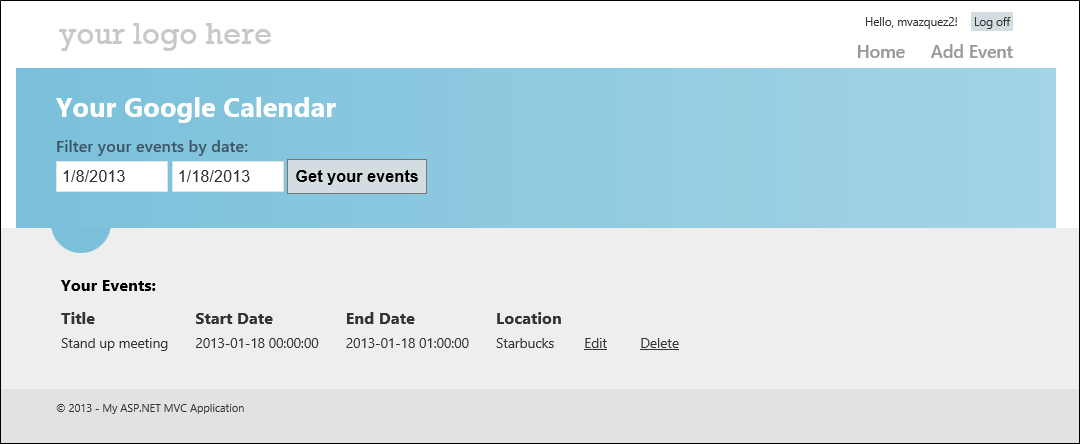 your logo here
Hello, mvazquez2! Log off
Home Add Event
Your Google Calendar
Filter your events by date:
1/8/2013 1/18/2013 Get your events
Your Events:
Title Start Date End Date Location
Stand up meeting 2013-01-18 00:00:00 2013-01-18 01:00:00 Starbucks Edit Delete
© 2013 - My ASP.NET MVC Application